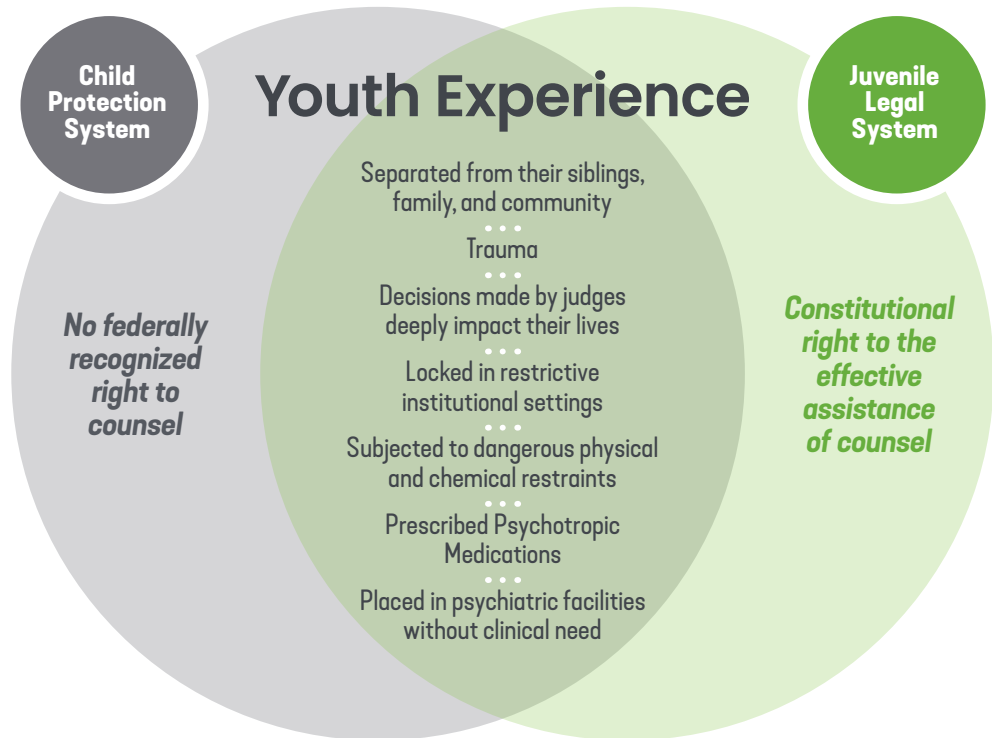 Child
Protection
System
Youth Experience
Juvenile
Legal
System
Separated from their siblings,
family, and community
Trauma
Decisions made by judges
deeply impact their lives
Locked in restrictive
institutional settings
Subjected to dangerous physical
and chemical restraints
Prescribed Psychotropic
Medications
Placed in psychiatric facilities
without clinical need
No federally
recognized
right to
counsel
Constitutional
right to the
effective
assistance
of counsel